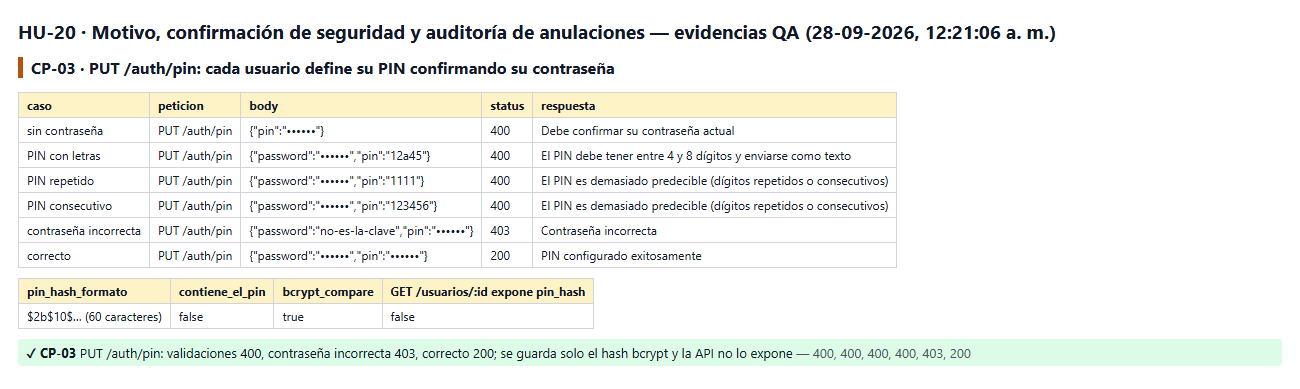 HU-20 · Motivo, confirmación de seguridad y auditoría de anulaciones — evidencias QA (28-09-2026, 12:21:06 a. m.)
CP-03 · PUT /auth/pin: cada usuario define su PIN confirmando su contraseña
caso peticion body status respuesta
sin contraseña PUT /auth/pin {"pin":"••••••"} 400 Debe confirmar su contraseña actual
PIN con letras PUT /auth/pin {"password":"••••••","pin":"12a45"} 400 El PIN debe tener entre 4 y 8 dígitos y enviarse como texto
PIN repetido PUT /auth/pin {"password":"••••••","pin":"1111"} 400 El PIN es demasiado predecible (dígitos repetidos o consecutivos)
PIN consecutivo PUT /auth/pin {"password":"••••••","pin":"123456"} 400 El PIN es demasiado predecible (dígitos repetidos o consecutivos)
contraseña incorrecta PUT /auth/pin {"password":"no-es-la-clave","pin":"••••••"} 403 Contraseña incorrecta
correcto PUT /auth/pin {"password":"••••••","pin":"••••••"} 200 PIN configurado exitosamente
pin_hash_formato contiene_el_pin bcrypt_compare GET /usuarios/:id expone pin_hash
$2b$10$... (60 caracteres) false true false
✓ CP-03 PUT /auth/pin: validaciones 400, contraseña incorrecta 403, correcto 200; se guarda solo el hash bcrypt y la API no lo expone — 400, 400, 400, 400, 403, 200